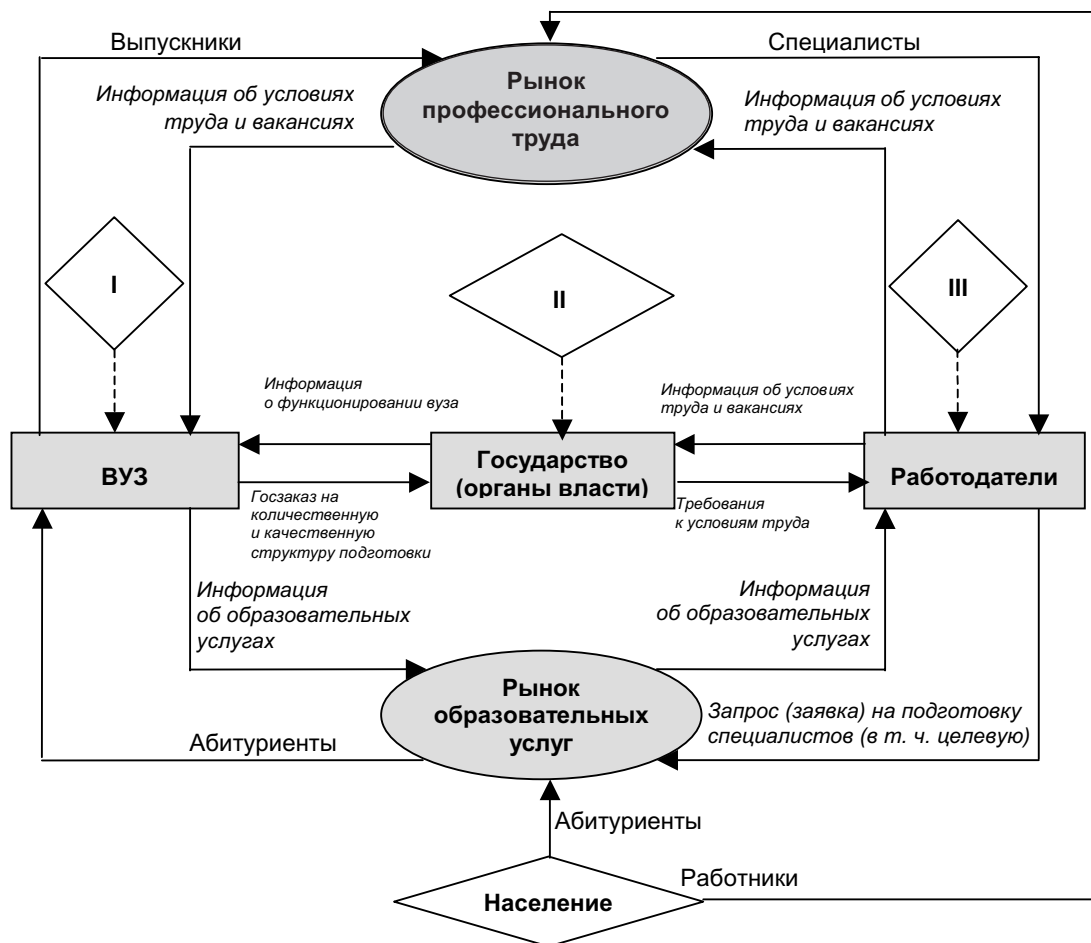 Выпускники
Специалисты
Рынок
профессионального
труда
Информация об условиях
труда и вакансиях
Информация об условиях
труда и вакансиях
I
II
III
Информация
о функционировании вуза
Информация об условиях
труда и вакансиях
ВУЗ
Государство
(органы власти)
Работодатели
Госзаказ на
количественную
и качественную
структуру подготовки
Требования
к условиям труда
Информация
об образовательных
услугах
Информация
об образовательных
услугах
Рынок
образовательных
услуг
Запрос (заявка) на подготовку
специалистов (в т. ч. целевую)
Абитуриенты
Абитуриенты
Население
Работники